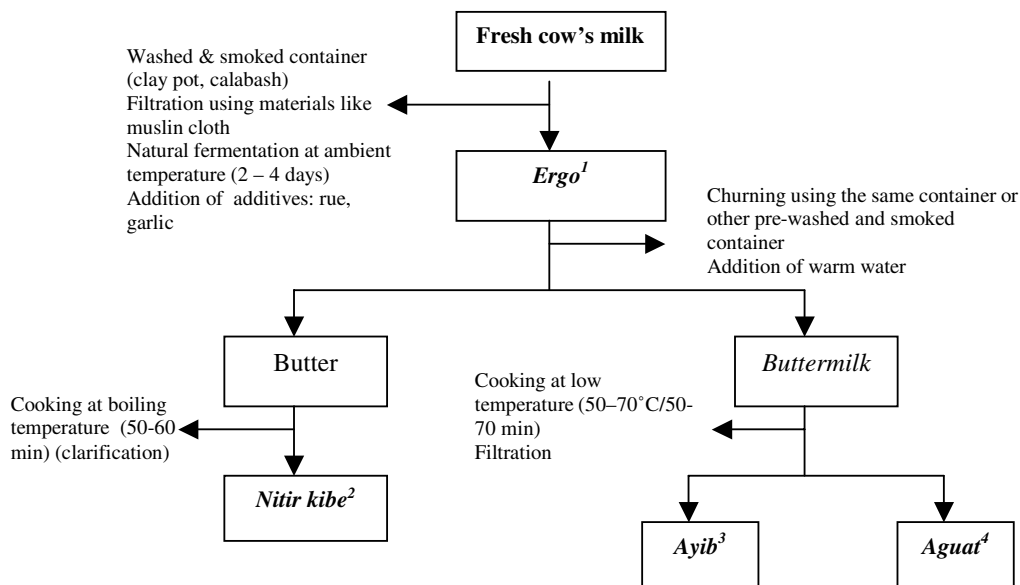 Fresh cow's milk
Washed & smoked container
(clay pot, calabash)
Filtration using materials like
muslin cloth
Natural fermentation at ambient
temperature (2 – 4 days)
Addition of additives: rue,
garlic
Ergo¹
Churning using the same container or
other pre-washed and smoked
container
Addition of warm water
Butter
Buttermilk
Cooking at boiling
temperature (50-60
min) (clarification)
Cooking at low
temperature (50–70˚C/50-
70 min)
Filtration
Nitir kibe²
Ayib³
Aguat⁴